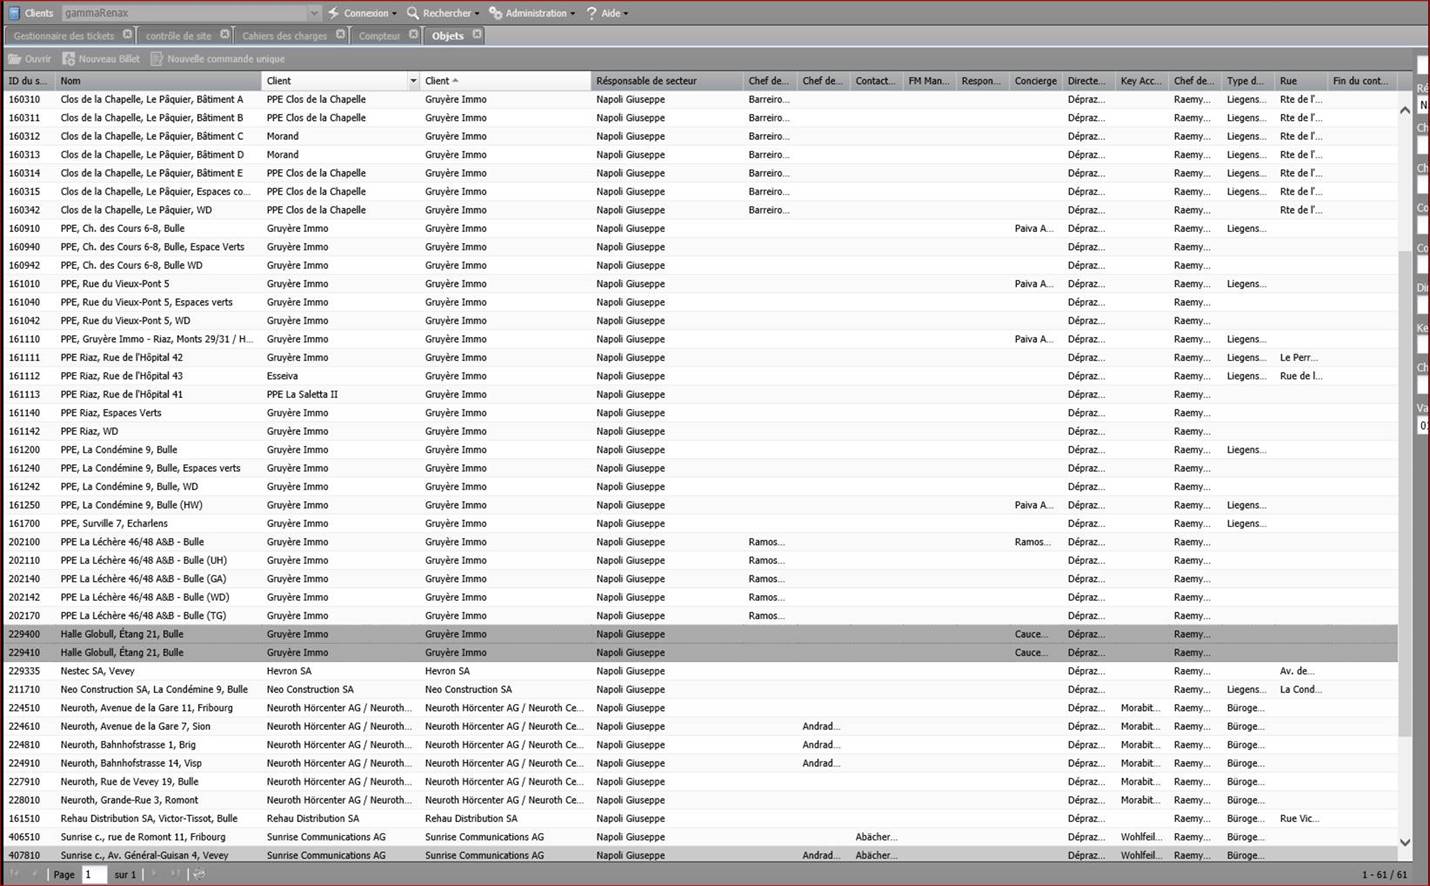 Clients gammaRenax Connexion Rechercher Administration ? Aide
Gestionnaire des tickets contrôle de site Cahiers des charges Compteur Objets
Ouvrir Nouveau Billet Nouvelle commande unique
ID du s... Nom Client Client Résponsable de secteur Chef de... Chef de... Contact... FM Man... Respon... Concierge Directe... Key Acc... Chef de... Type d... Rue Fin du cont...
160310 Clos de la Chapelle, Le Pâquier, Bâtiment A PPE Clos de la Chapelle Gruyère Immo Napoli Giuseppe Barreiro... Dépraz... Raemy... Liegens... Rte de l'...
160311 Clos de la Chapelle, Le Pâquier, Bâtiment B PPE Clos de la Chapelle Gruyère Immo Napoli Giuseppe Barreiro... Dépraz... Raemy... Liegens... Rte de l'...
160312 Clos de la Chapelle, Le Pâquier, Bâtiment C Morand Gruyère Immo Napoli Giuseppe Barreiro... Dépraz... Raemy... Liegens... Rte de l'...
160313 Clos de la Chapelle, Le Pâquier, Bâtiment D Morand Gruyère Immo Napoli Giuseppe Barreiro... Dépraz... Raemy... Liegens... Rte de l'...
160314 Clos de la Chapelle, Le Pâquier, Bâtiment E PPE Clos de la Chapelle Gruyère Immo Napoli Giuseppe Barreiro... Dépraz... Raemy... Liegens... Rte de l'...
160315 Clos de la Chapelle, Le Pâquier, Espaces co... PPE Clos de la Chapelle Gruyère Immo Napoli Giuseppe Barreiro... Dépraz... Raemy... Liegens... Rte de l'...
160342 Clos de la Chapelle, Le Pâquier, WD PPE Clos de la Chapelle Gruyère Immo Napoli Giuseppe Barreiro... Dépraz... Raemy... Rte de l'...
160910 PPE, Ch. des Cours 6-8, Bulle Gruyère Immo Gruyère Immo Napoli Giuseppe Paiva A... Dépraz... Raemy... Liegens...
160940 PPE, Ch. des Cours 6-8, Bulle, Espace Verts Gruyère Immo Gruyère Immo Napoli Giuseppe Dépraz... Raemy...
160942 PPE, Ch. des Cours 6-8, Bulle WD Gruyère Immo Gruyère Immo Napoli Giuseppe Dépraz... Raemy...
161010 PPE, Rue du Vieux-Pont 5 Gruyère Immo Gruyère Immo Napoli Giuseppe Paiva A... Dépraz... Raemy... Liegens...
161040 PPE, Rue du Vieux-Pont 5, Espaces verts Gruyère Immo Gruyère Immo Napoli Giuseppe Dépraz... Raemy...
161042 PPE, Rue du Vieux-Pont 5, WD Gruyère Immo Gruyère Immo Napoli Giuseppe Dépraz... Raemy...
161110 PPE, Gruyère Immo - Riaz, Monts 29/31 / H... Gruyère Immo Gruyère Immo Napoli Giuseppe Paiva A... Dépraz... Raemy... Liegens...
161111 PPE Riaz, Rue de l'Hôpital 42 Gruyère Immo Gruyère Immo Napoli Giuseppe Dépraz... Raemy... Liegens... Le Perr...
161112 PPE Riaz, Rue de l'Hôpital 43 Esseiva Gruyère Immo Napoli Giuseppe Dépraz... Raemy... Liegens... Rue de l...
161113 PPE Riaz, Rue de l'Hôpital 41 PPE La Saletta II Gruyère Immo Napoli Giuseppe Dépraz... Raemy...
161140 PPE Riaz, Espaces Verts Gruyère Immo Gruyère Immo Napoli Giuseppe Dépraz... Raemy...
161142 PPE Riaz, WD Gruyère Immo Gruyère Immo Napoli Giuseppe Dépraz... Raemy...
161200 PPE, La Condémine 9, Bulle Gruyère Immo Gruyère Immo Napoli Giuseppe Dépraz... Raemy... Liegens...
161240 PPE, La Condémine 9, Bulle, Espaces verts Gruyère Immo Gruyère Immo Napoli Giuseppe Dépraz... Raemy...
161242 PPE, La Condémine 9, Bulle, WD Gruyère Immo Gruyère Immo Napoli Giuseppe Dépraz... Raemy...
161250 PPE, La Condémine 9, Bulle (HW) Gruyère Immo Gruyère Immo Napoli Giuseppe Paiva A... Dépraz... Raemy... Liegens...
161700 PPE, Surville 7, Echarlens Gruyère Immo Gruyère Immo Napoli Giuseppe Dépraz... Raemy... Liegens...
202100 PPE La Léchère 46/48 A&B - Bulle Gruyère Immo Gruyère Immo Napoli Giuseppe Ramos... Ramos... Dépraz... Raemy...
202110 PPE La Léchère 46/48 A&B - Bulle (UH) Gruyère Immo Gruyère Immo Napoli Giuseppe Ramos... Dépraz... Raemy...
202140 PPE La Léchère 46/48 A&B - Bulle (GA) Gruyère Immo Gruyère Immo Napoli Giuseppe Ramos... Dépraz... Raemy...
202142 PPE La Léchère 46/48 A&B - Bulle (WD) Gruyère Immo Gruyère Immo Napoli Giuseppe Ramos... Dépraz... Raemy...
202170 PPE La Léchère 46/48 A&B - Bulle (TG) Gruyère Immo Gruyère Immo Napoli Giuseppe Ramos... Dépraz... Raemy...
229400 Halle Globull, Étang 21, Bulle Gruyère Immo Gruyère Immo Napoli Giuseppe Cauce... Dépraz... Raemy...
229410 Halle Globull, Étang 21, Bulle Gruyère Immo Gruyère Immo Napoli Giuseppe Cauce... Dépraz... Raemy...
229335 Nestec SA, Vevey Hevron SA Hevron SA Napoli Giuseppe Dépraz... Raemy... Av. de...
211710 Neo Construction SA, La Condémine 9, Bulle Neo Construction SA Neo Construction SA Napoli Giuseppe Dépraz... Raemy... Liegens... La Cond...
224510 Neuroth, Avenue de la Gare 11, Fribourg Neuroth Hörcenter AG / Neuroth... Neuroth Hörcenter AG / Neuroth Ce... Napoli Giuseppe Dépraz... Morabit... Raemy... Büroge...
224610 Neuroth, Avenue de la Gare 7, Sion Neuroth Hörcenter AG / Neuroth... Neuroth Hörcenter AG / Neuroth Ce... Napoli Giuseppe Andrad... Dépraz... Morabit... Raemy... Büroge...
224810 Neuroth, Bahnhofstrasse 1, Brig Neuroth Hörcenter AG / Neuroth... Neuroth Hörcenter AG / Neuroth Ce... Napoli Giuseppe Andrad... Dépraz... Morabit... Raemy... Büroge...
224910 Neuroth, Bahnhofstrasse 14, Visp Neuroth Hörcenter AG / Neuroth... Neuroth Hörcenter AG / Neuroth Ce... Napoli Giuseppe Andrad... Dépraz... Morabit... Raemy... Büroge...
227910 Neuroth, Rue de Vevey 19, Bulle Neuroth Hörcenter AG / Neuroth... Neuroth Hörcenter AG / Neuroth Ce... Napoli Giuseppe Dépraz... Morabit... Raemy... Büroge...
228010 Neuroth, Grande-Rue 3, Romont Neuroth Hörcenter AG / Neuroth... Neuroth Hörcenter AG / Neuroth Ce... Napoli Giuseppe Dépraz... Morabit... Raemy... Büroge...
161510 Rehau Distribution SA, Victor-Tissot, Bulle Rehau Distribution SA Rehau Distribution SA Napoli Giuseppe Dépraz... Raemy... Büroge... Rue Vic...
406510 Sunrise c., rue de Romont 11, Fribourg Sunrise Communications AG Sunrise Communications AG Napoli Giuseppe Abächer... Dépraz... Wohlfeil... Raemy... Büroge...
407810 Sunrise c., Av. Général-Guisan 4, Vevey Sunrise Communications AG Sunrise Communications AG Napoli Giuseppe Andrad... Abächer... Dépraz... Wohlfeil... Raemy... Büroge...
Page 1 sur 1 1 - 61 / 61